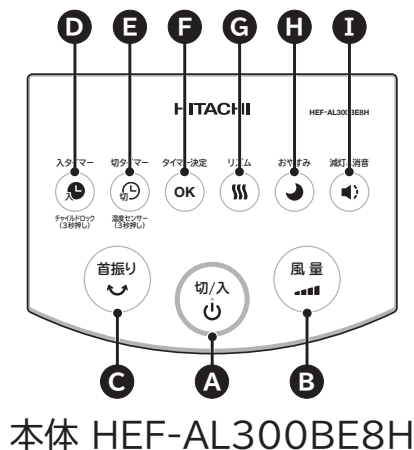 D E F G H I
HITACHI HEF-AL300BE8H
入タイマー 切タイマー タイマー決定 リズム おやすみ 減灯/消音
入 切 OK
チャイルドロック 温度センサー
(3秒押し) (3秒押し)
首振り 切/入 風量
C A B
本体 HEF-AL300BE8H